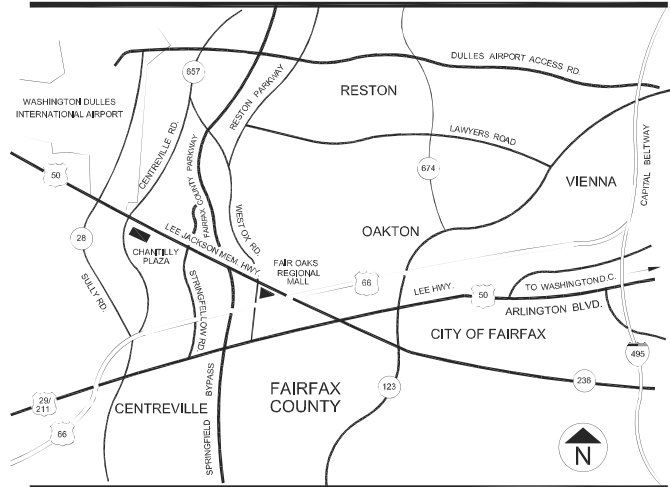 DULLES AIRPORT ACCESS RD.
657
RESTON PARKWAY
RESTON
WASHINGTON DULLES
INTERNATIONAL AIRPORT
CENTREVILLE RD.
FAIRFAX COUNTY PARKWAY
LAWYERS ROAD
674
50
VIENNA
CAPITAL BELTWAY
WEST OX RD.
28
LEE JACKSON MEM. HWY.
OAKTON
CHANTILLY
PLAZA
FAIR OAKS
REGIONAL
MALL
SULLY RD.
STRINGFELLOW RD.
66
LEE HWY.
50
TO WASHINGTON D.C.
ARLINGTON BLVD.
CITY OF FAIRFAX
495
29/
211
CENTREVILLE
SPRINGFIELD BYPASS
FAIRFAX
COUNTY
123
236
66
N